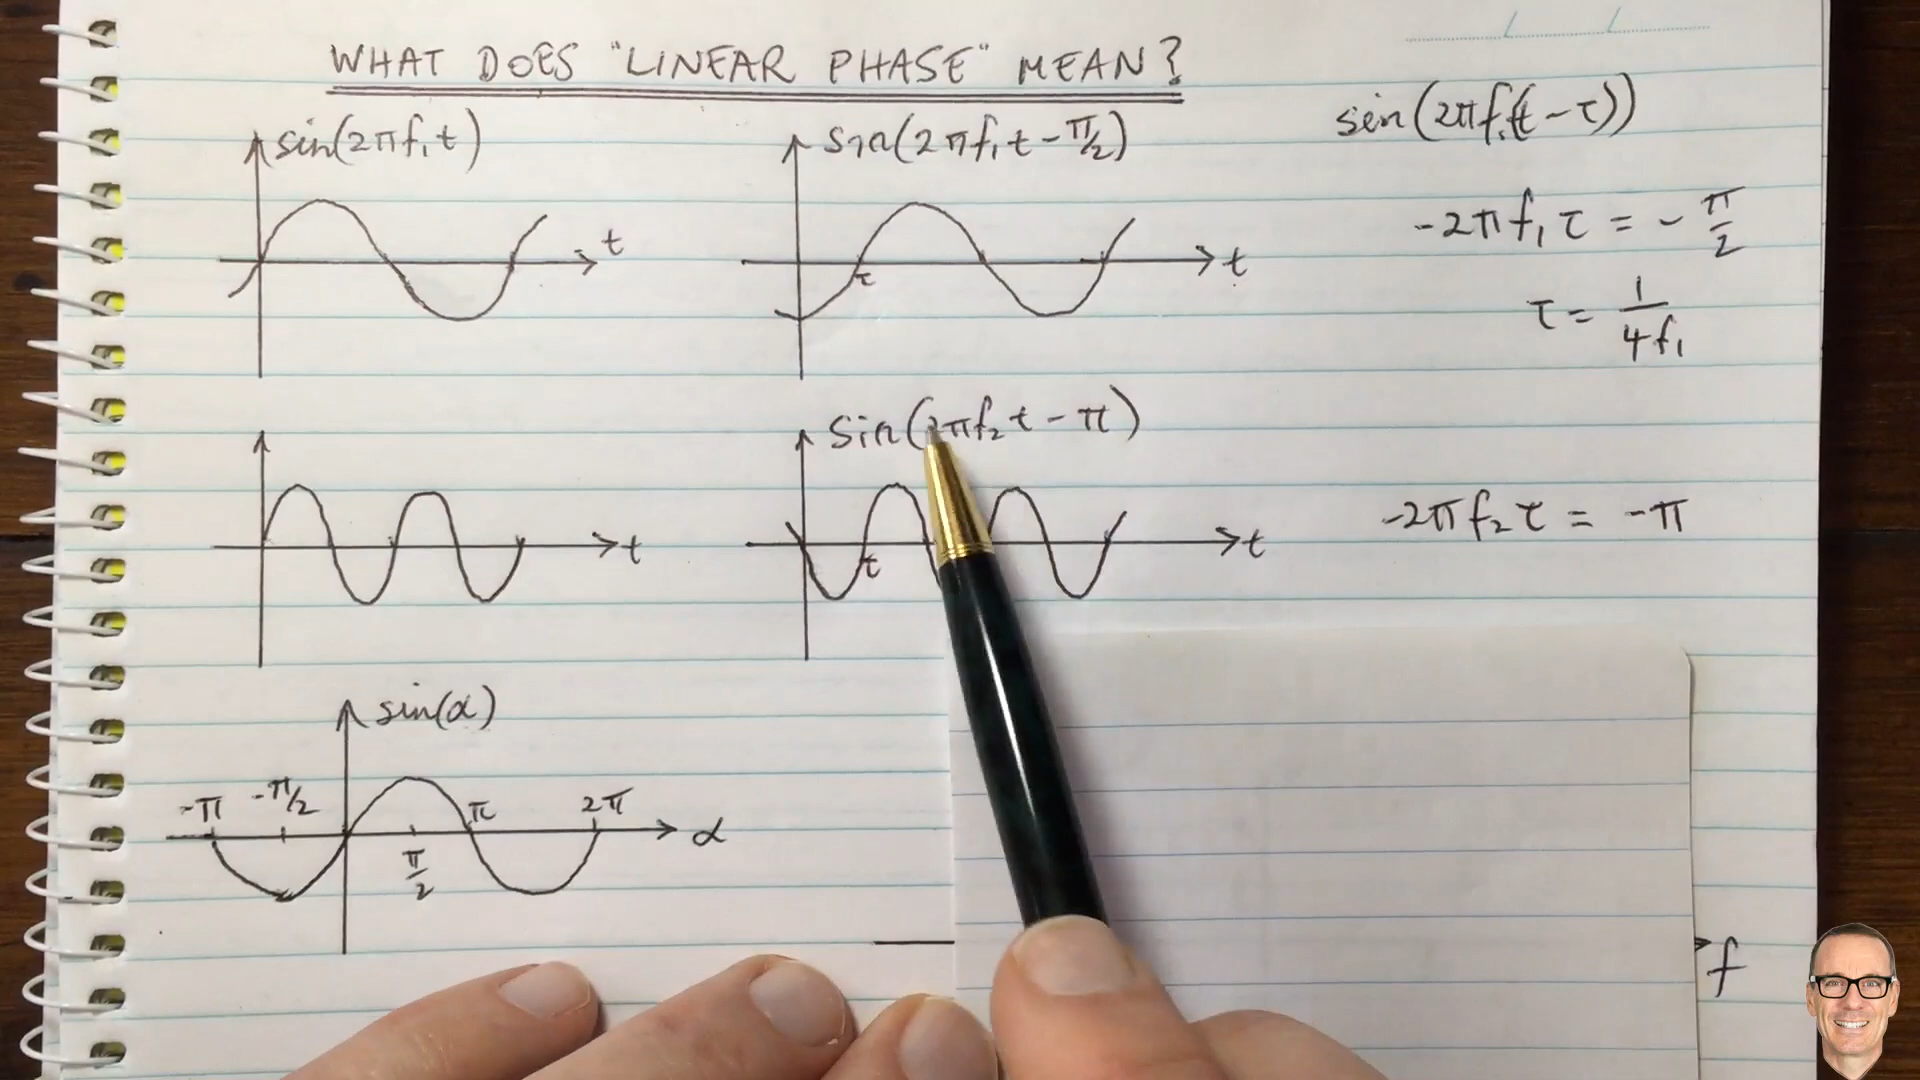 WHAT DOES "LINEAR PHASE" MEAN?
sin(2πf₁t)
t
sin(2πf₁t - π/2)
τ
t
sin(2πf₁(t - τ))
-2πf₁τ = - π/2
τ = 1/4f₁
t
sin(2πf₂t - π)
τ
t
-2πf₂τ = -π
sin(α)
-π -π/2 π/2 π 2π
α
f